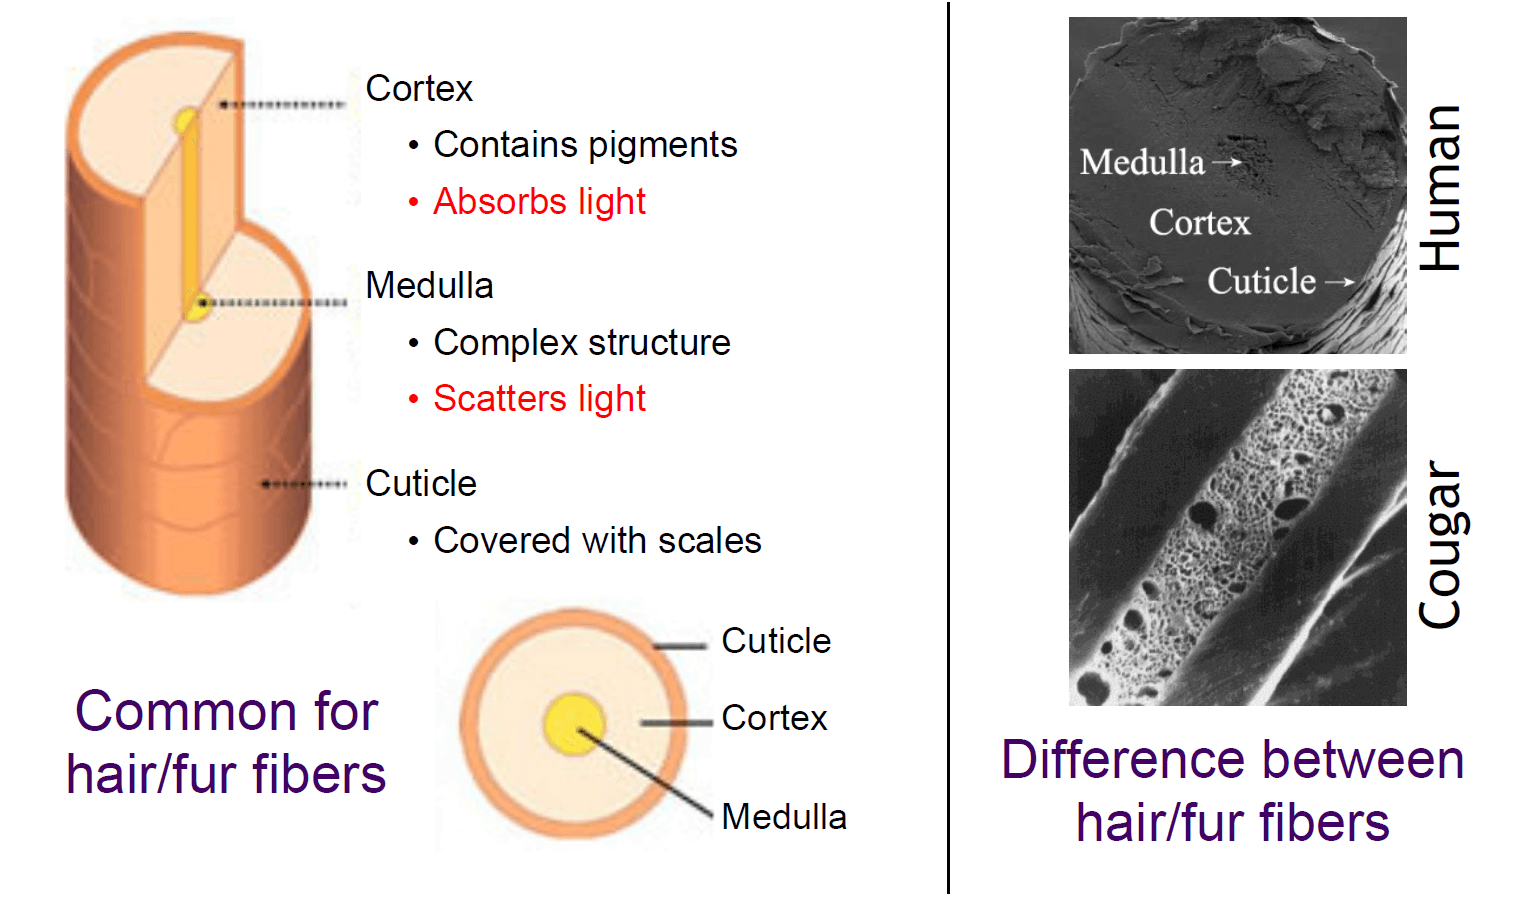 Cortex
• Contains pigments
• Absorbs light
Medulla
• Complex structure
• Scatters light
Cuticle
• Covered with scales
Cuticle
Cortex
Medulla
Common for
hair/fur fibers
Medulla
Cortex
Cuticle
Human
Cougar
Difference between
hair/fur fibers